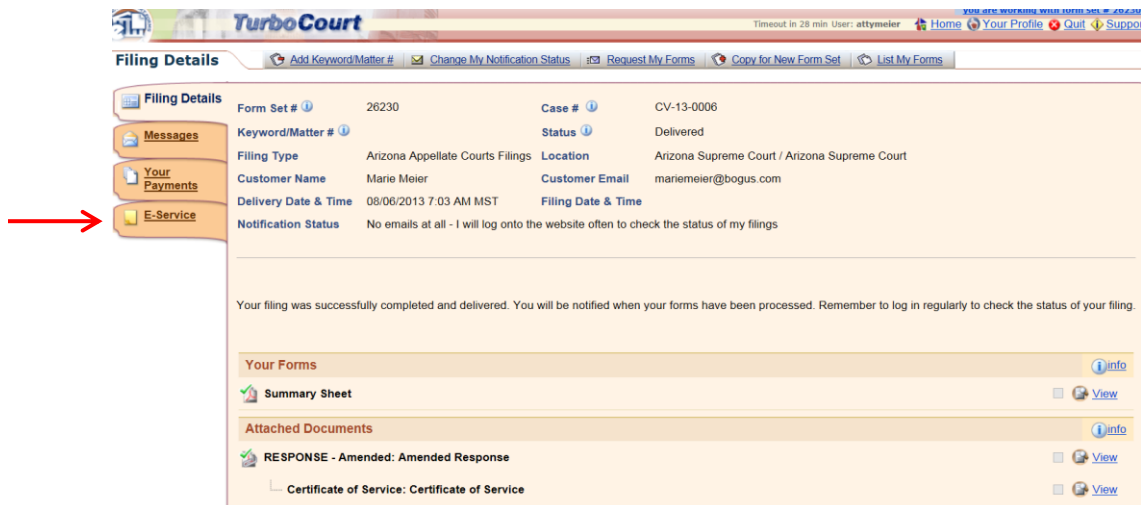 you are working with form set # 26230
TurboCourt Timeout in 28 min User: attymeier Home Your Profile Quit Suppor
Filing Details Add Keyword/Matter # Change My Notification Status Request My Forms Copy for New Form Set List My Forms
Filing Details
Messages
Your
Payments
E-Service
Form Set # 26230 Case # CV-13-0006
Keyword/Matter # Status Delivered
Filing Type Arizona Appellate Courts Filings Location Arizona Supreme Court / Arizona Supreme Court
Customer Name Marie Meier Customer Email mariemeier@bogus.com
Delivery Date & Time 08/06/2013 7:03 AM MST Filing Date & Time
Notification Status No emails at all - I will log onto the website often to check the status of my filings
Your filing was successfully completed and delivered. You will be notified when your forms have been processed. Remember to log in regularly to check the status of your filing.
Your Forms info
Summary Sheet View
Attached Documents info
RESPONSE - Amended: Amended Response View
Certificate of Service: Certificate of Service View